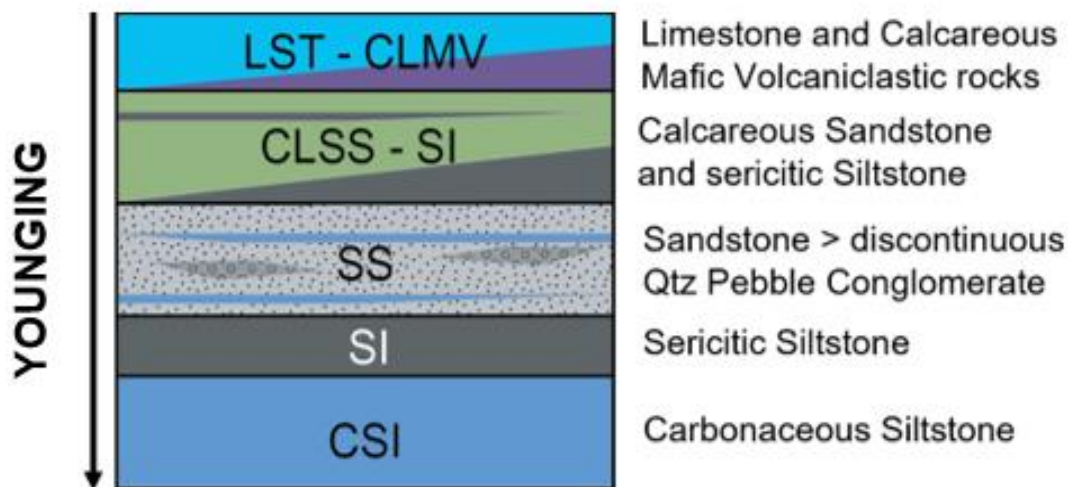 YOUNGING
LST - CLMV
Limestone and Calcareous
Mafic Volcaniclastic rocks
CLSS - SI
Calcareous Sandstone
and sericitic Siltstone
SS
Sandstone > discontinuous
Qtz Pebble Conglomerate
SI
Sericitic Siltstone
CSI
Carbonaceous Siltstone